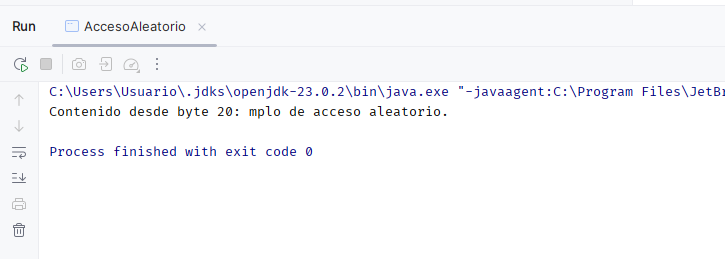 Run AccesoAleatorio
C:\Users\Usuario\.jdks\openjdk-23.0.2\bin\java.exe "-javaagent:C:\Program Files\JetBr
Contenido desde byte 20: mplo de acceso aleatorio.
Process finished with exit code 0